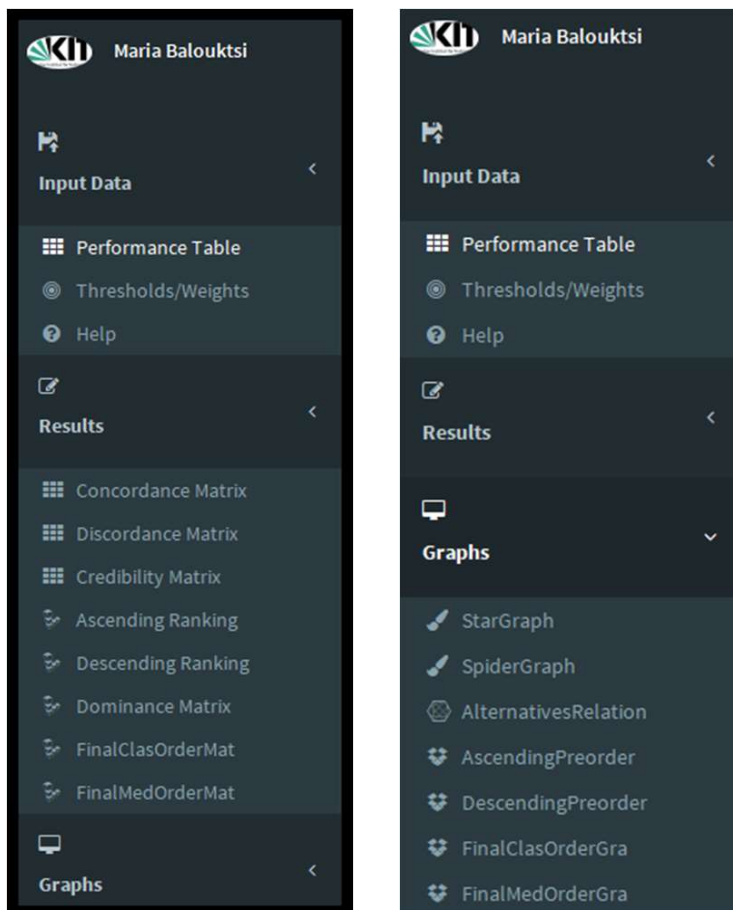 KIT
Maria Balouktsi
Input Data
Performance Table
Thresholds/Weights
Help
Results
Concordance Matrix
Discordance Matrix
Credibility Matrix
Ascending Ranking
Descending Ranking
Dominance Matrix
FinalClasOrderMat
FinalMedOrderMat
Graphs
KIT
Maria Balouktsi
Input Data
Performance Table
Thresholds/Weights
Help
Results
Graphs
StarGraph
SpiderGraph
AlternativesRelation
AscendingPreorder
DescendingPreorder
FinalClasOrderGra
FinalMedOrderGra